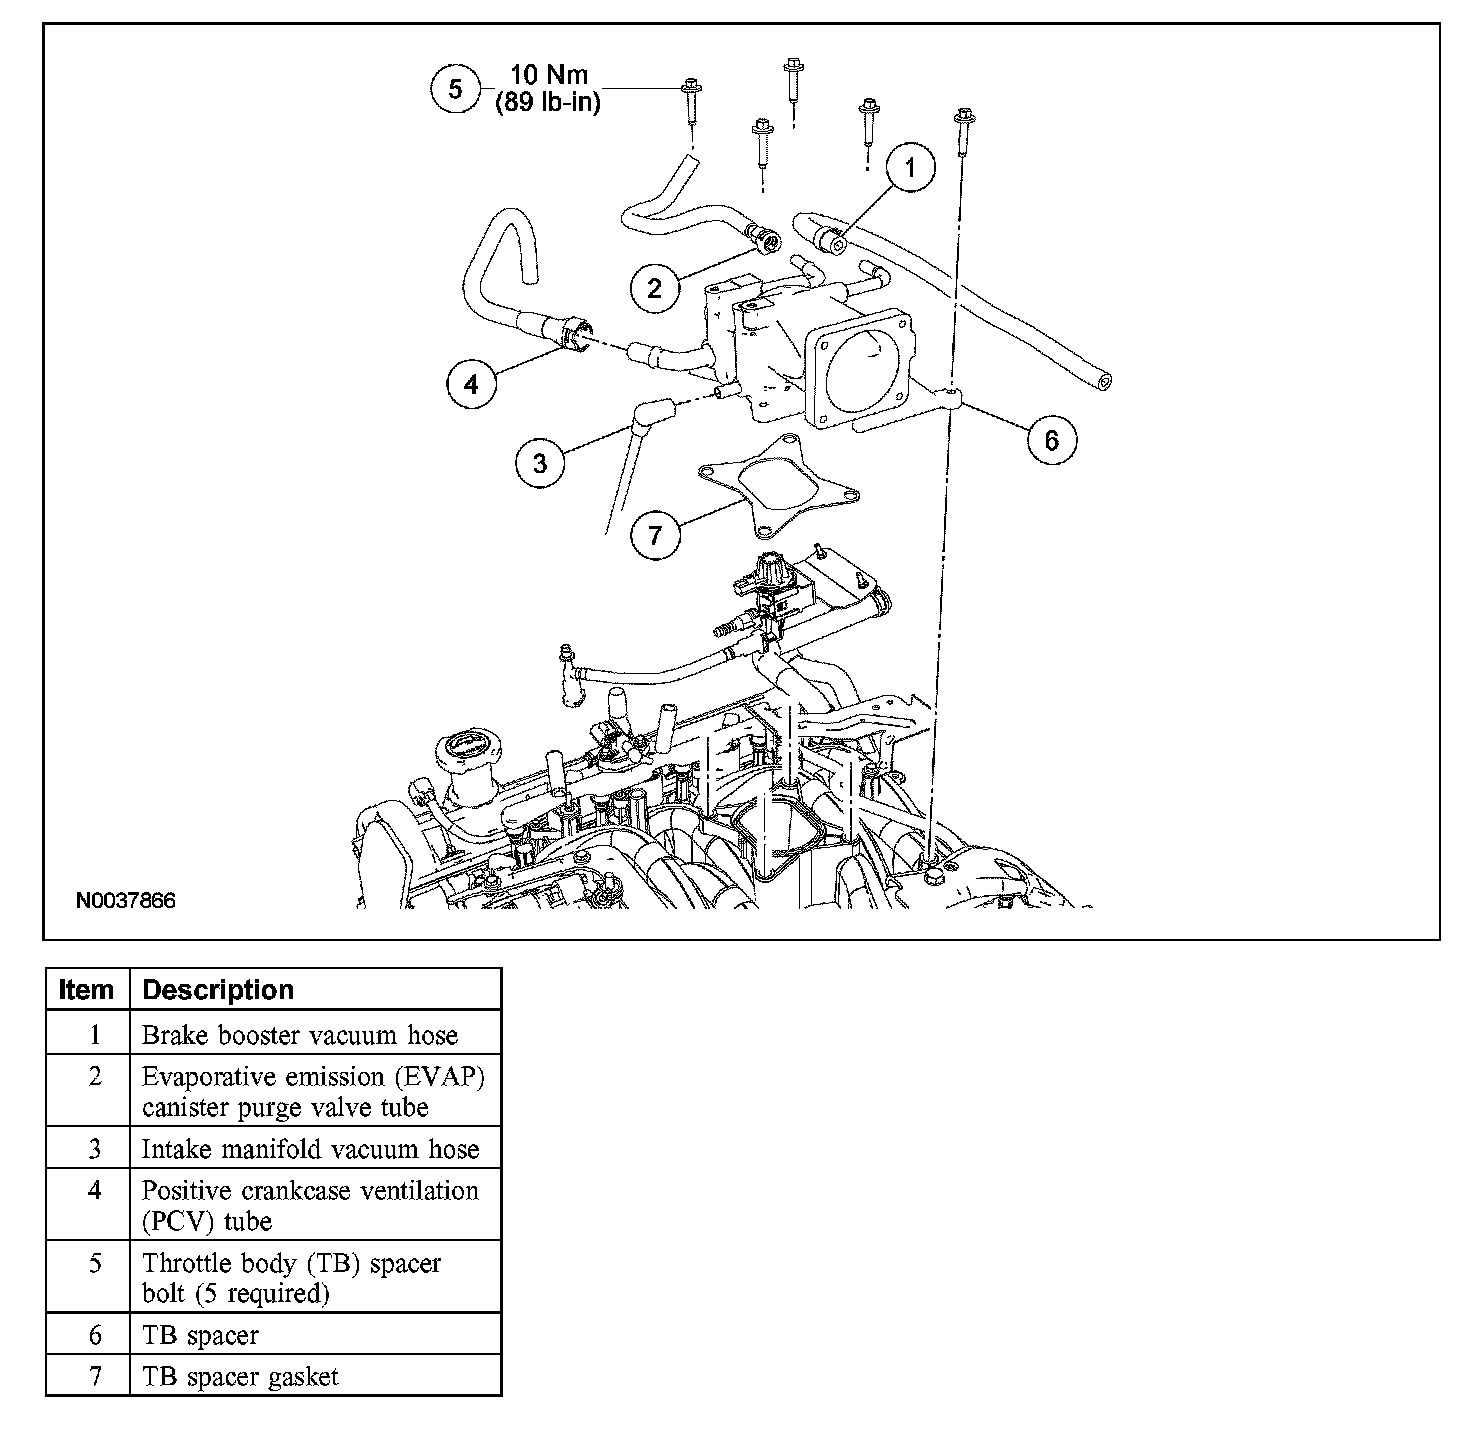 5
10 Nm
(89 lb-in)
1
2
4
3
6
7
N0037866
Item Description
1 Brake booster vacuum hose
2 Evaporative emission (EVAP)
canister purge valve tube
3 Intake manifold vacuum hose
4 Positive crankcase ventilation
(PCV) tube
5 Throttle body (TB) spacer
bolt (5 required)
6 TB spacer
7 TB spacer gasket